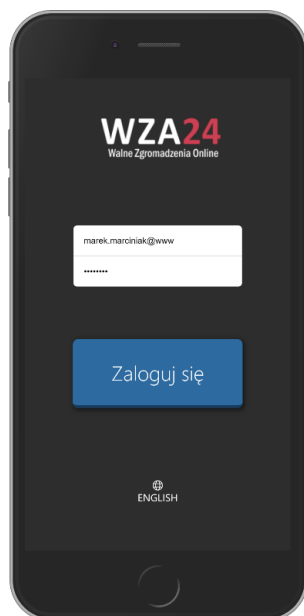 WZA24
Walne Zgromadzenia Online
marek.marciniak@www
••••••••
Zaloguj się
ENGLISH